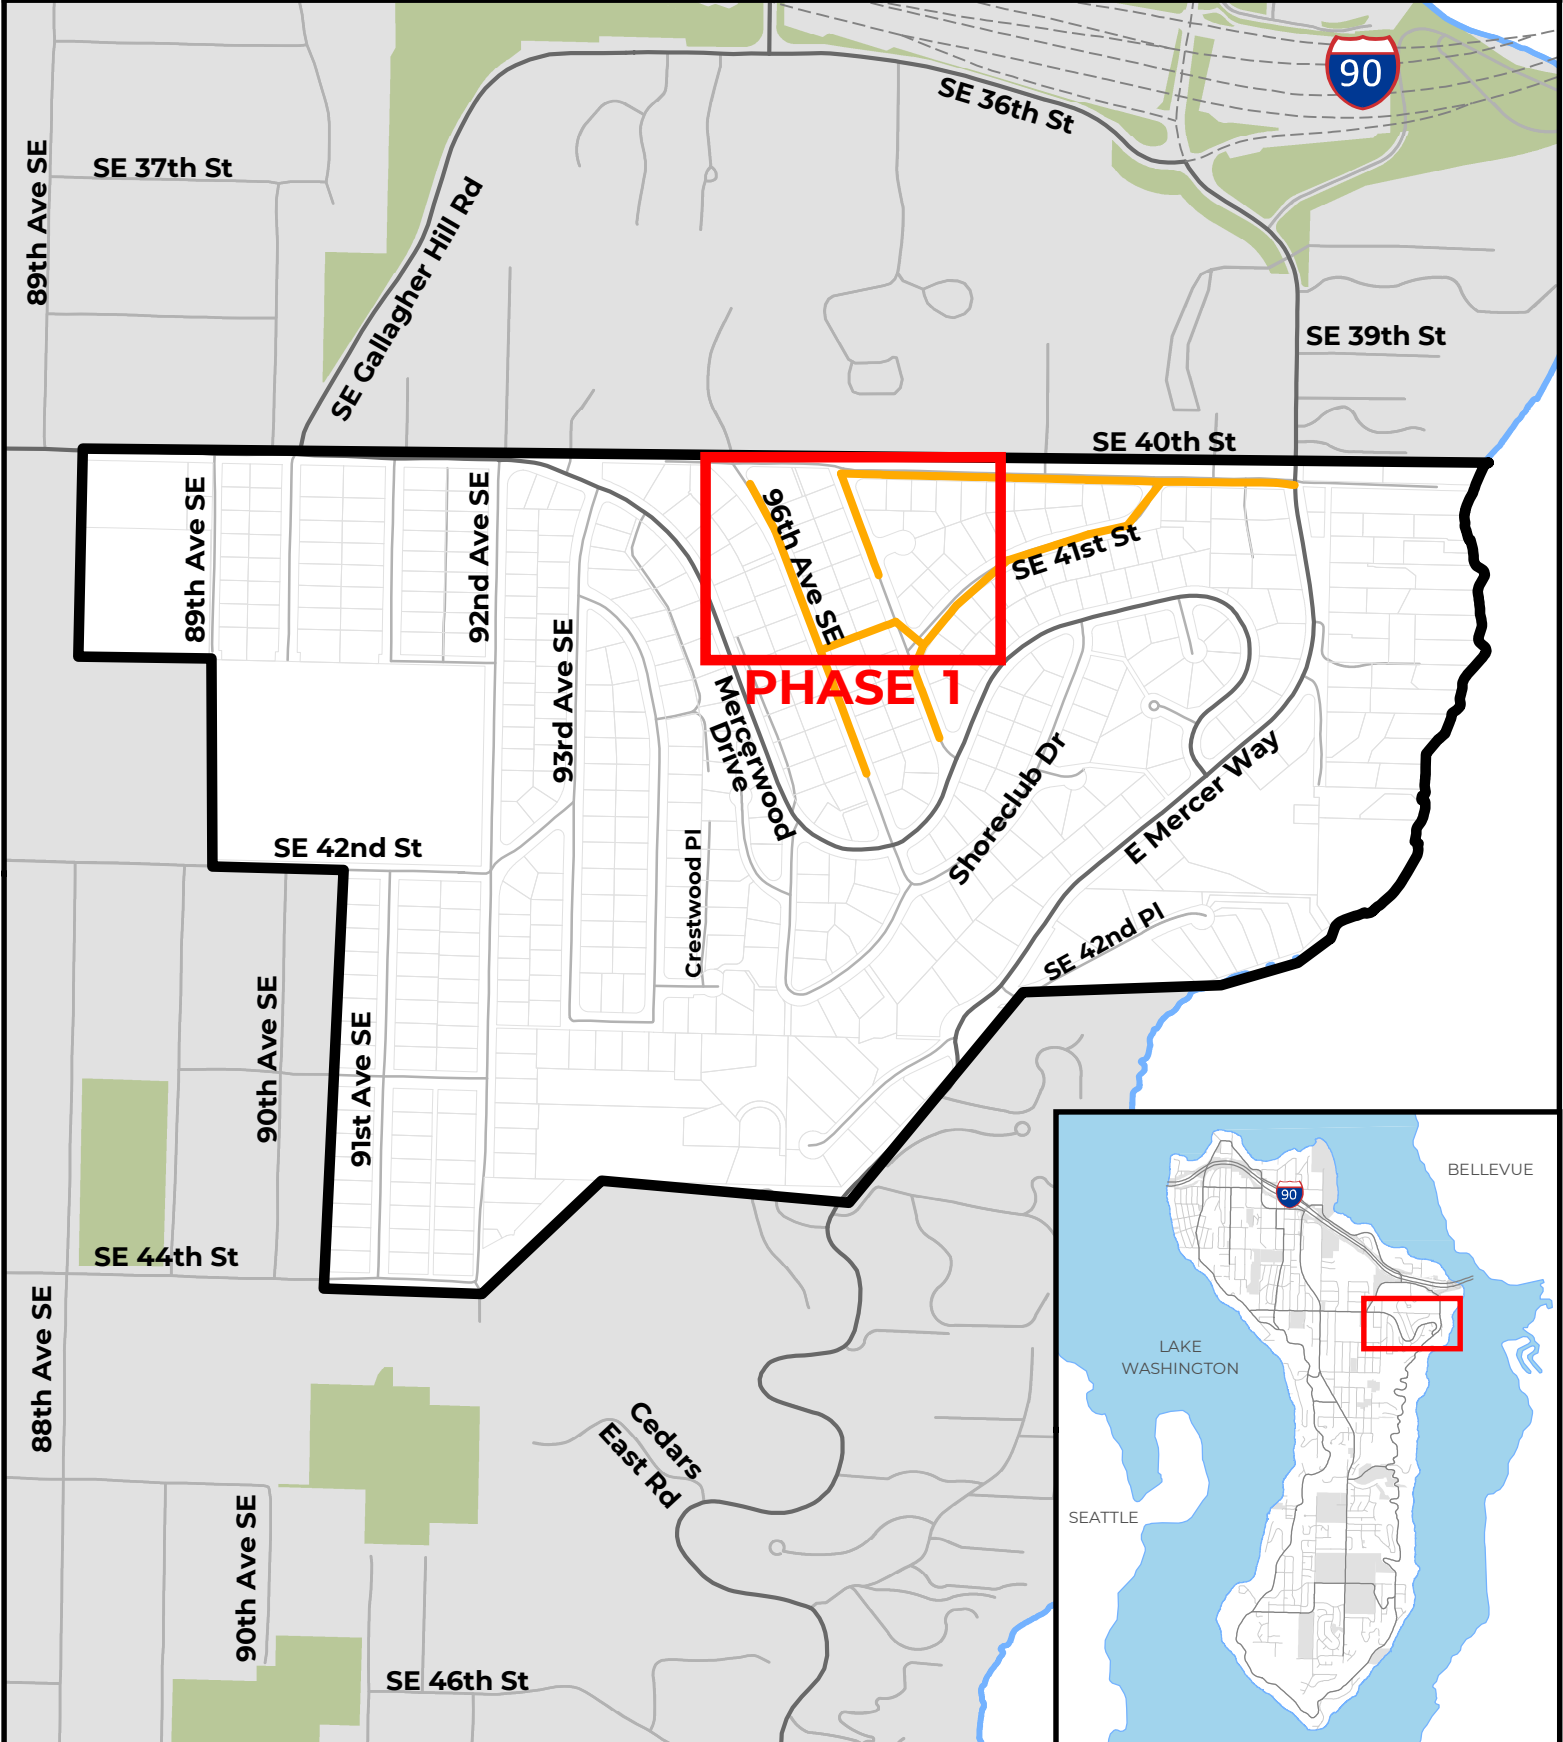 90
SE 36th St
SE 37th St
89th Ave SE
SE Gallagher Hill Rd
SE 39th St
SE 40th St
89th Ave SE
92nd Ave SE
96th Ave SE
SE 41st St
93rd Ave SE
PHASE 1
Mercerwood
Drive
Shoreclub Dr
E Mercer Way
SE 42nd St
Crestwood Pl
SE 42nd Pl
90th Ave SE
91st Ave SE
SE 44th St
88th Ave SE
Cedars
East Rd
90th Ave SE
SE 46th St
BELLEVUE
90
LAKE
WASHINGTON
SEATTLE